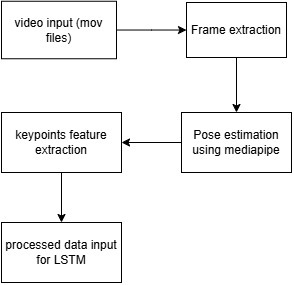 video input (mov
files)
Frame extraction
Pose estimation
using mediapipe
keypoints feature
extraction
processed data input
for LSTM